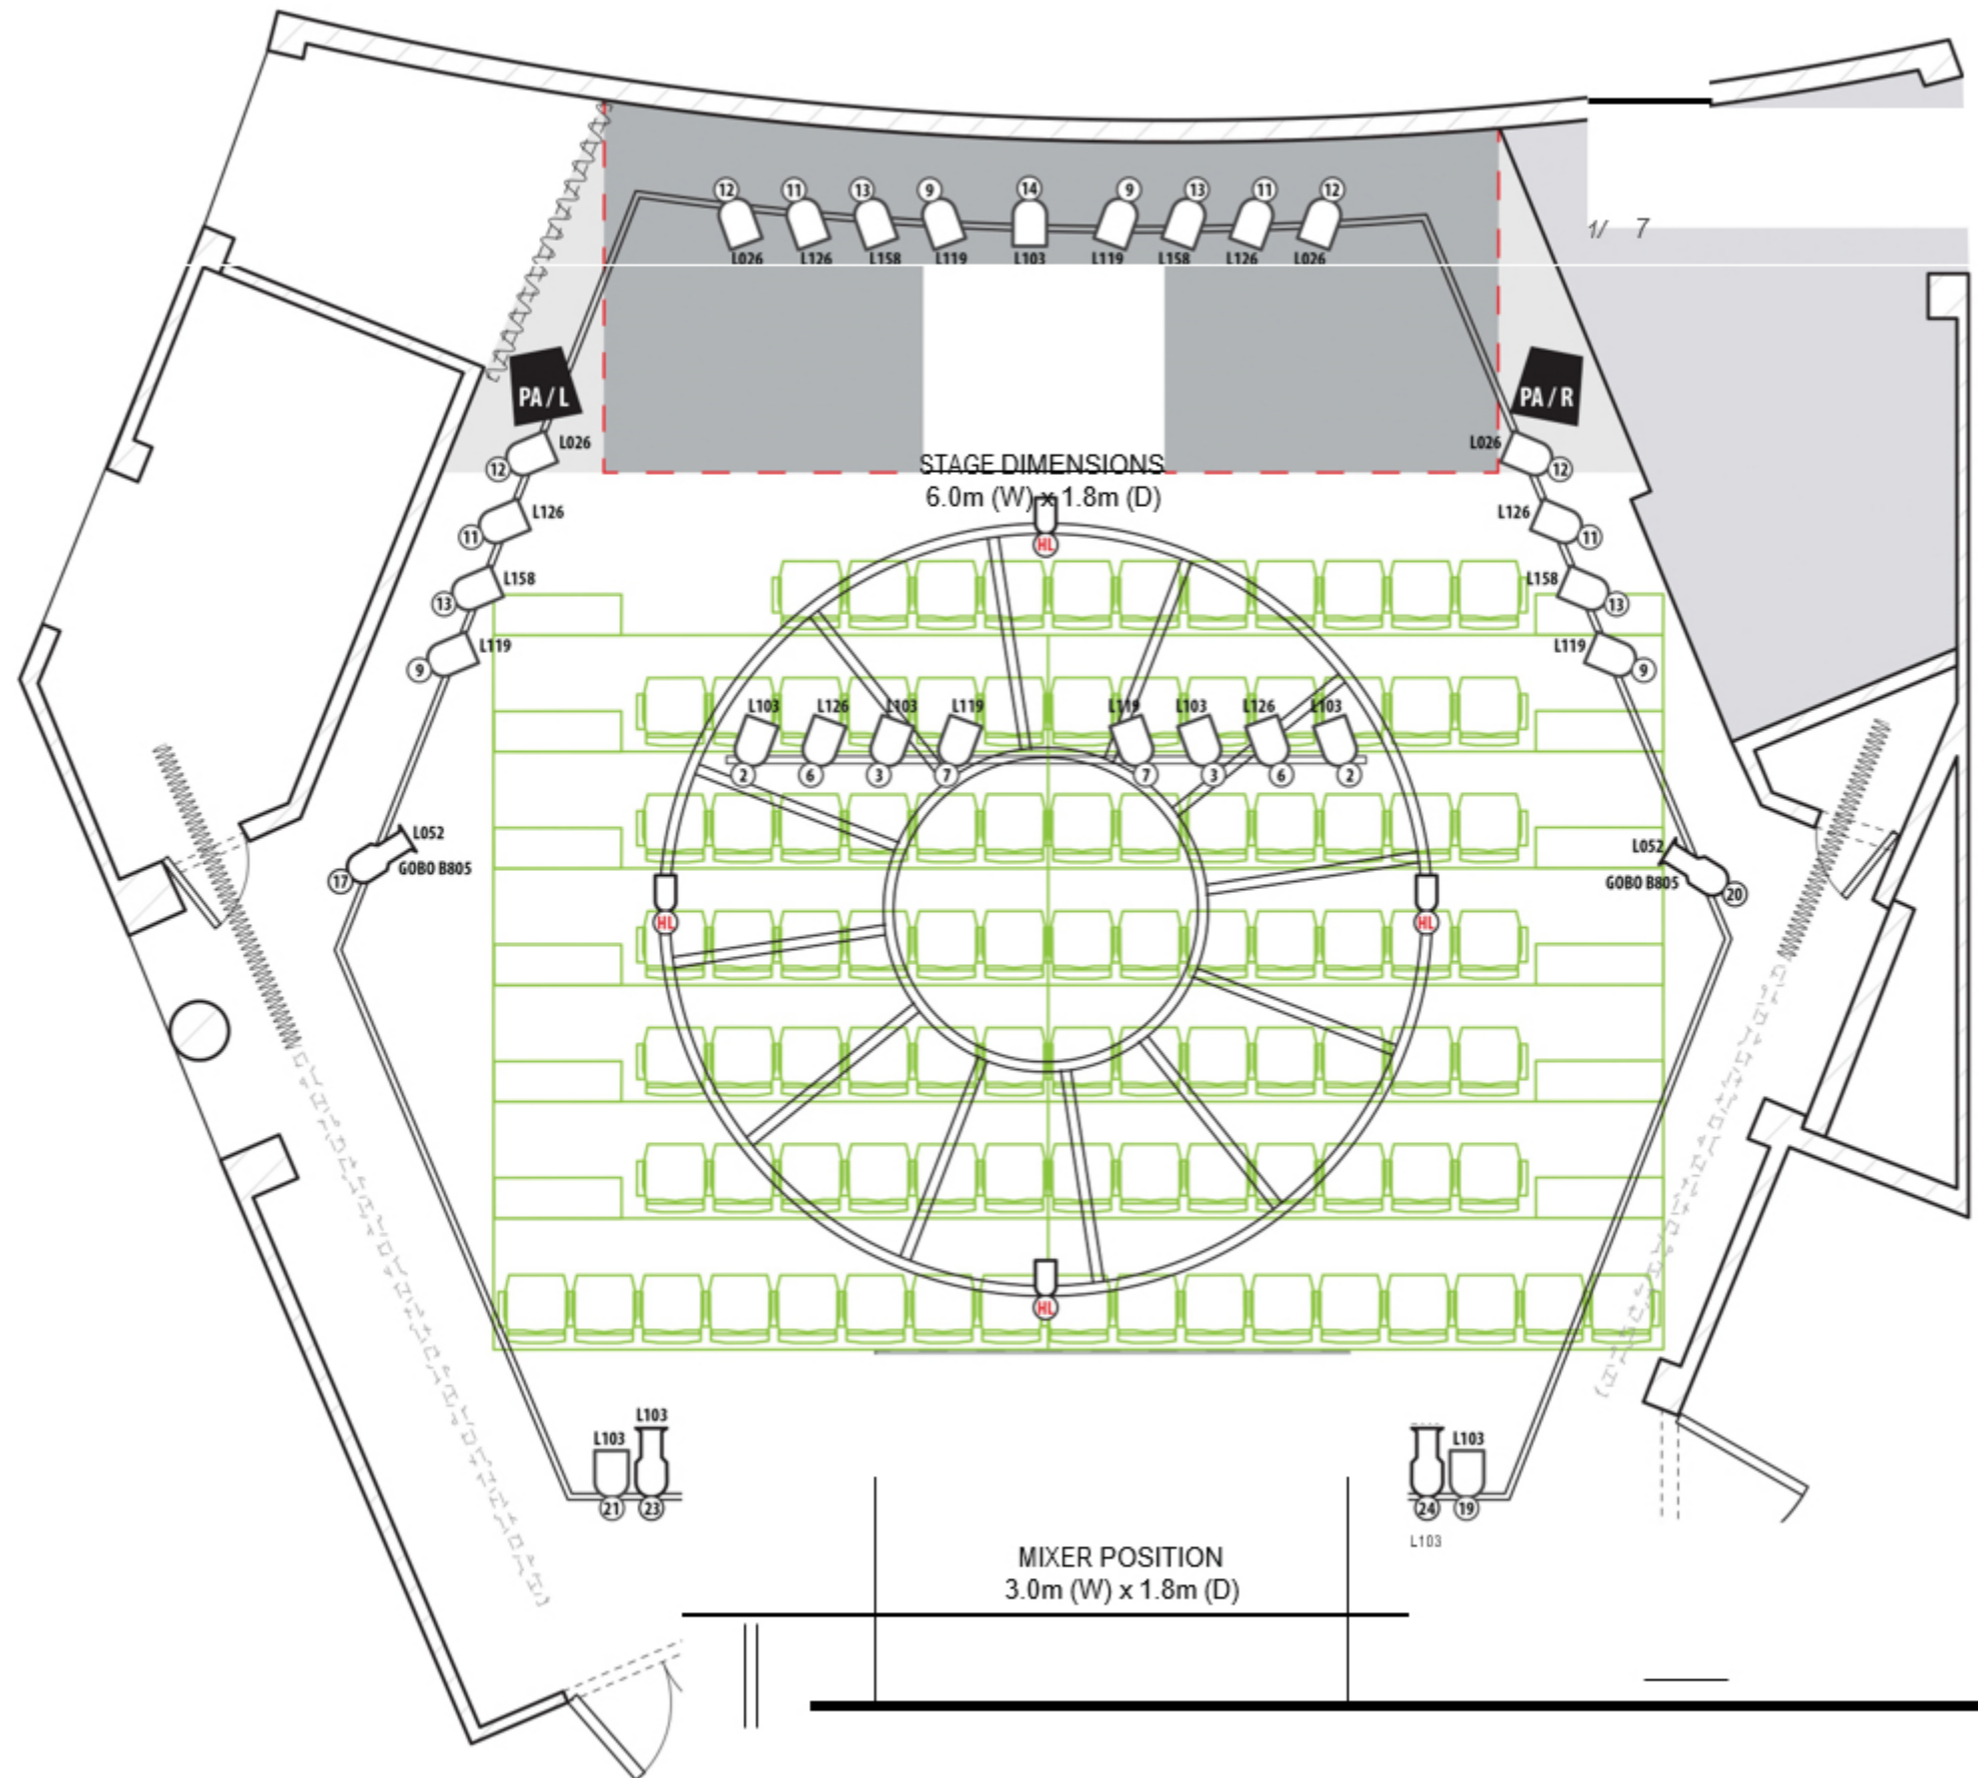 12 11 13 9 14 9 13 11 12
L026 L126 L158 L119 L103 L119 L158 L126 L026
7
PA / L
PA / R
L026 L026
12 12
L126 L126
11 11
L158 L158
13 13
L119 L119
9 9
STAGE DIMENSIONS
6.0m (W) x 1.8m (D)
HL
L103 L126 L103 L119 L119 L103 L126 L103
2 6 3 7 7 3 6 2
L052 L052
GOBO B805 GOBO B805
17 20
HL HL
HL
L103 L103 L103
21 23 24 19
L103
MIXER POSITION
3.0m (W) x 1.8m (D)